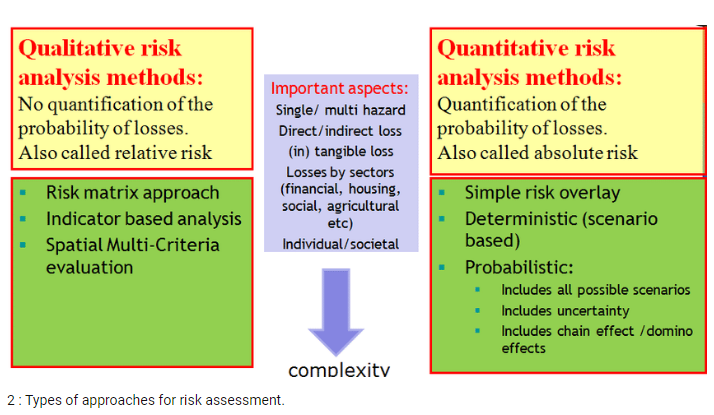 Qualitative risk
analysis methods:
No quantification of the
probability of losses.
Also called relative risk
Risk matrix approach
Indicator based analysis
Spatial Multi-Criteria
evaluation
Important aspects:
Single/ multi hazard
Direct/indirect loss
(in) tangible loss
Losses by sectors
(financial, housing,
social, agricultural
etc)
Individual/societal
complexity
Quantitative risk
analysis methods:
Quantification of the
probability of losses.
Also called absolute risk
Simple risk overlay
Deterministic (scenario
based)
Probabilistic:
Includes all possible scenarios
Includes uncertainty
Includes chain effect /domino
effects
2 : Types of approaches for risk assessment.